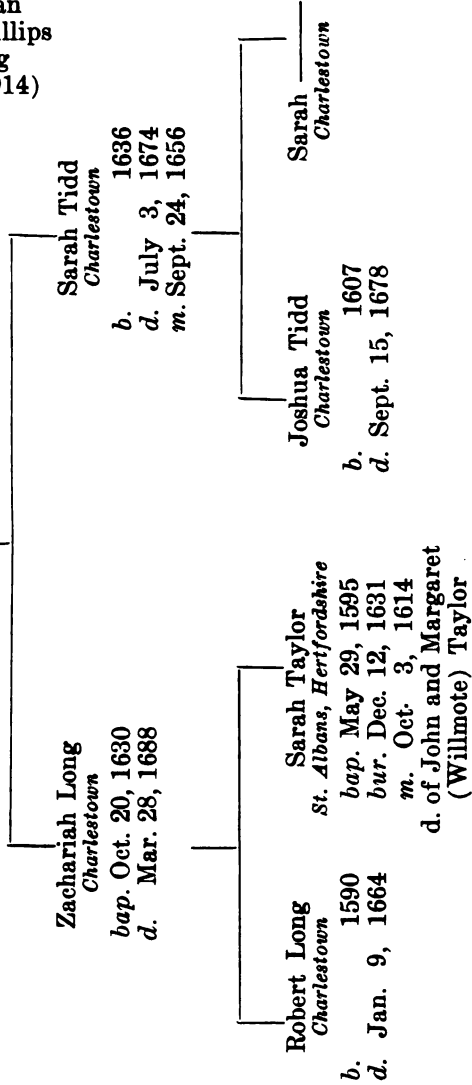 an
llips
g
14)
Zachariah Long
Charlestown
bap. Oct. 20, 1630
d. Mar. 28, 1688
Sarah Tidd
Charlestown
b. 1636
d. July 3, 1674
m. Sept. 24, 1656
Robert Long
Charlestown
b. 1590
d. Jan. 9, 1664
Sarah Taylor
St. Albans, Hertfordshire
bap. May 29, 1595
bur. Dec. 12, 1631
m. Oct- 3, 1614
d. of John and Margaret
(Willmote) Taylor
Joshua Tidd
Charlestown
b. 1607
d. Sept. 15, 1678
Sarah
Charlestown